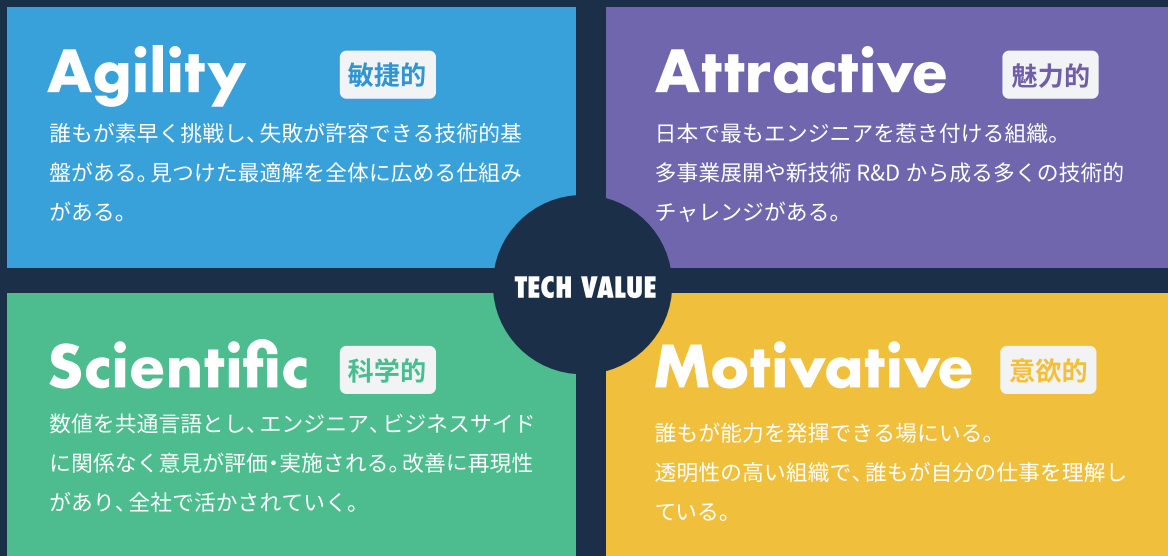 Agility 敏捷的
誰もが素早く挑戦し、失敗が許容できる技術的基
盤がある。見つけた最適解を全体に広める仕組み
がある。
Attractive 魅力的
日本で最もエンジニアを惹き付ける組織。
多事業展開や新技術 R&D から成る多くの技術的
チャレンジがある。
TECH VALUE
Scientific 科学的
数値を共通言語とし、エンジニア、ビジネスサイド
に関係なく意見が評価・実施される。改善に再現性
があり、全社で活かされていく。
Motivative 意欲的
誰もが能力を発揮できる場にいる。
透明性の高い組織で、誰もが自分の仕事を理解し
ている。